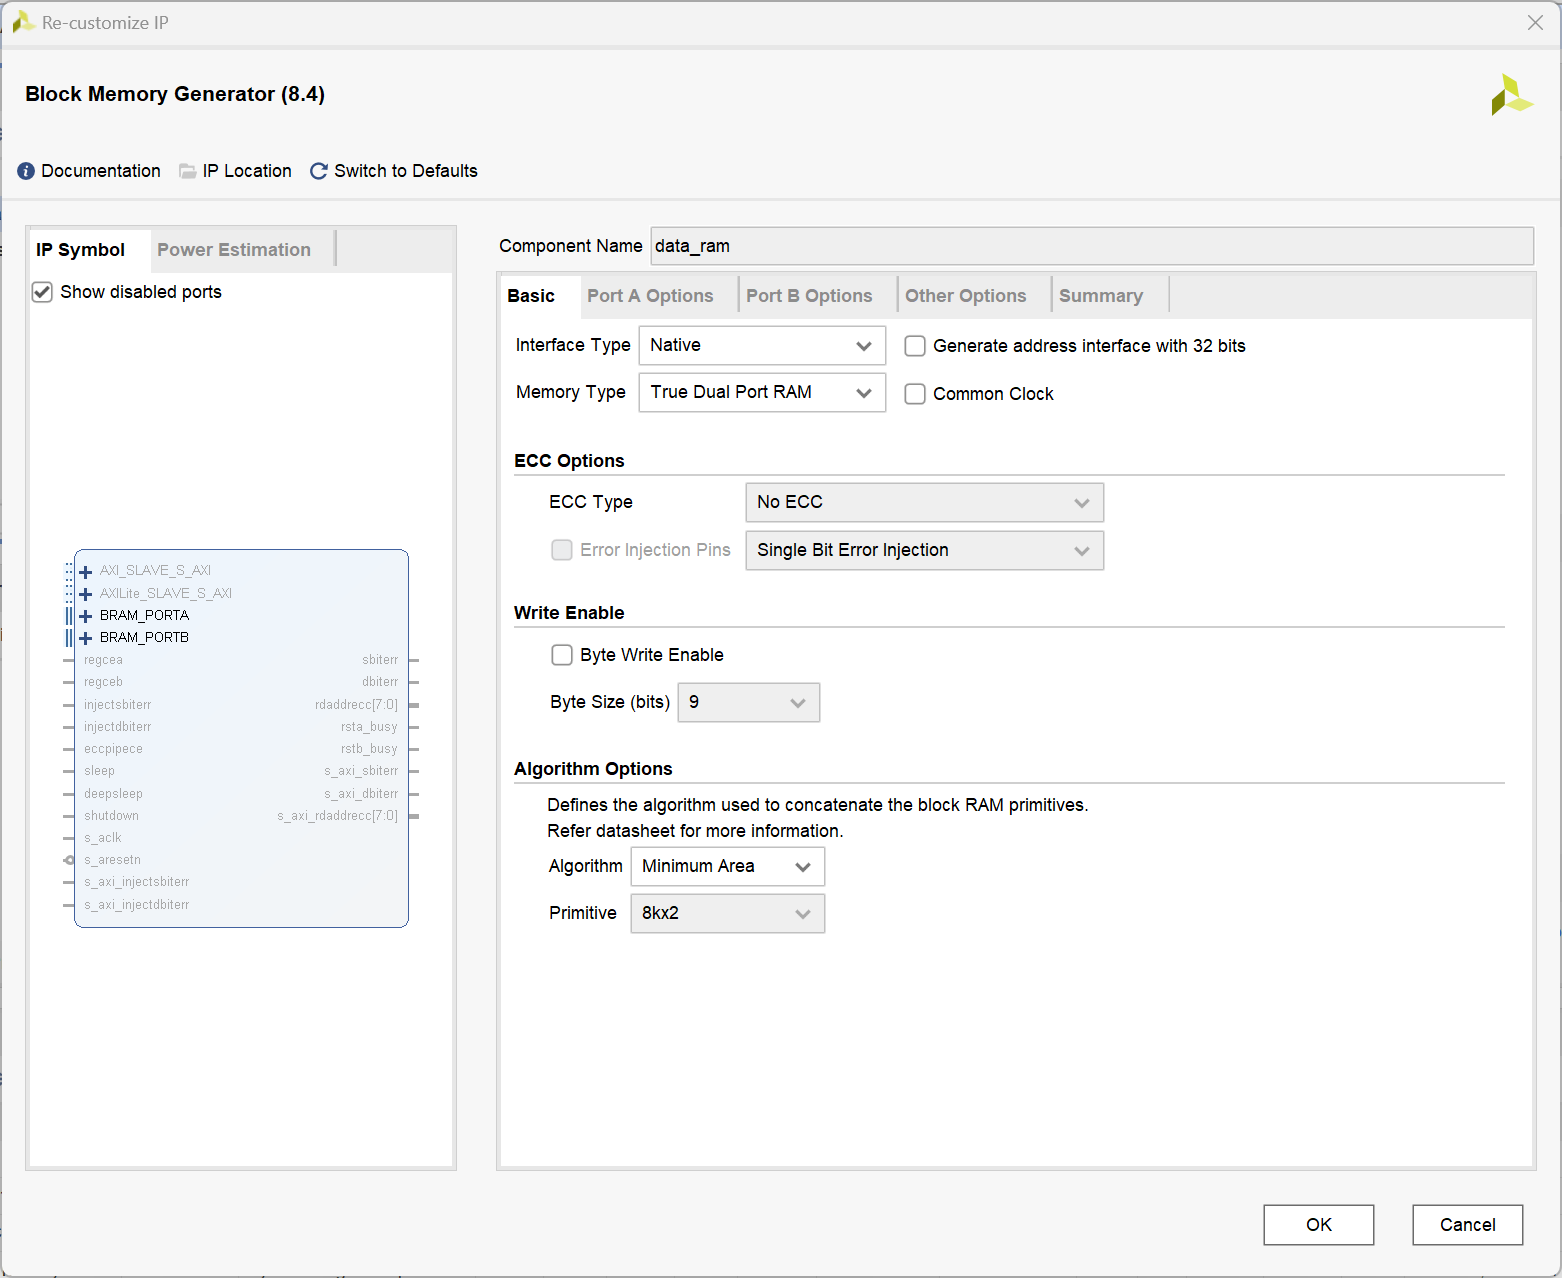 Re-customize IP
Block Memory Generator (8.4)
Documentation IP Location Switch to Defaults
IP Symbol Power Estimation
Show disabled ports
AXI_SLAVE_S_AXI
AXILite_SLAVE_S_AXI
BRAM_PORTA
BRAM_PORTB
regcea sbiterr
regceb dbiterr
injectsbiterr rdaddrecc[7:0]
injectdbiterr rsta_busy
eccpipece rstb_busy
sleep s_axi_sbiterr
deepsleep s_axi_dbiterr
shutdown s_axi_rdaddrecc[7:0]
s_aclk
s_aresetn
s_axi_injectsbiterr
s_axi_injectdbiterr
Component Name data_ram
Basic Port A Options Port B Options Other Options Summary
Interface Type Native Generate address interface with 32 bits
Memory Type True Dual Port RAM Common Clock
ECC Options
ECC Type No ECC
Error Injection Pins Single Bit Error Injection
Write Enable
Byte Write Enable
Byte Size (bits) 9
Algorithm Options
Defines the algorithm used to concatenate the block RAM primitives.
Refer datasheet for more information.
Algorithm Minimum Area
Primitive 8kx2
OK Cancel